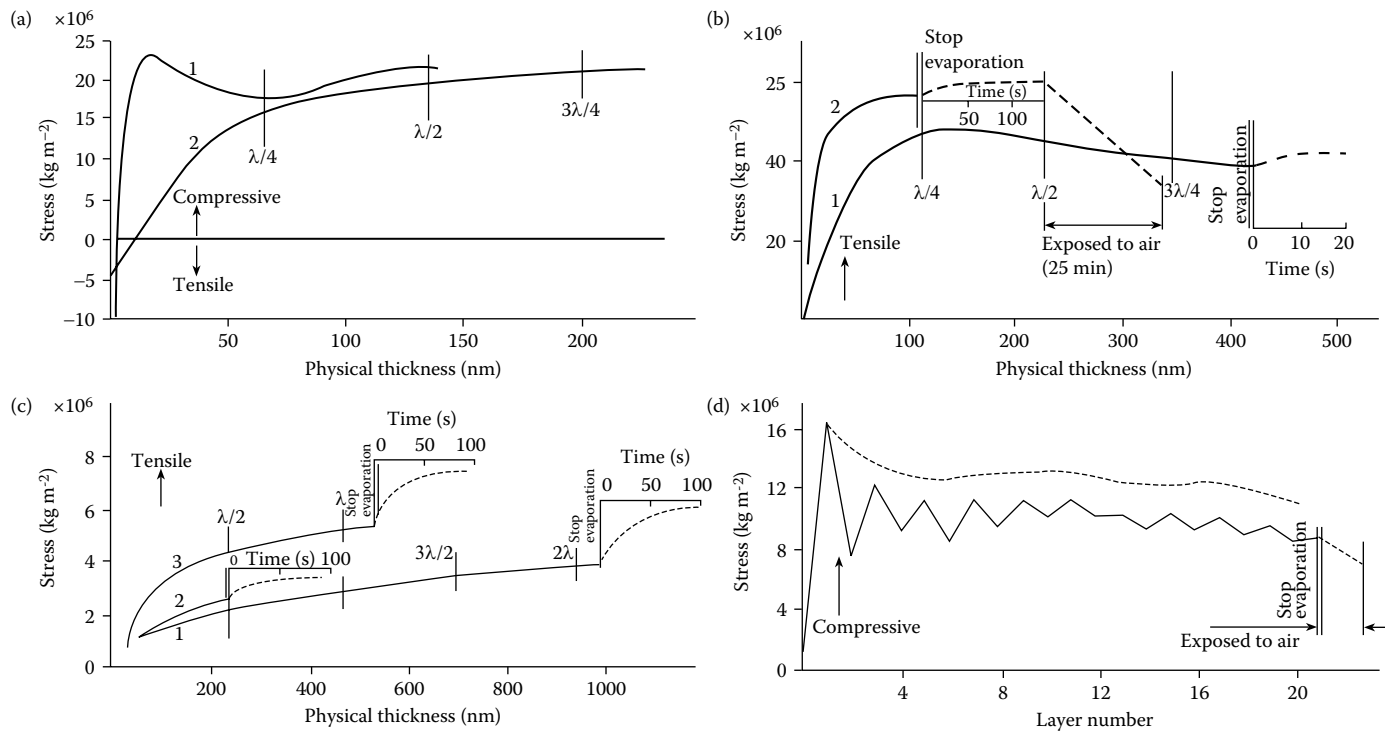 (a)
×10⁶
25
20
15
10
5
0
−5
−10
Stress (kg m⁻²)
1
2
λ/4
λ/2
3λ/4
Compressive
Tensile
50
100
150
200
Physical thickness (nm)
(b)
×10⁶
25
40
20
Stress (kg m⁻²)
Stop
evaporation
2
1
Time (s)
50
100
λ/4
λ/2
3λ/4
Tensile
Exposed to air
(25 min)
Stop
evaporation
0
10
20
Time (s)
100
200
300
400
500
Physical thickness (nm)
(c)
×10⁶
8
6
4
2
0
Stress (kg m⁻²)
Tensile
Time (s)
0
50
100
Stop
evaporation
λ/2
λ
3
2
1
0 Time (s) 100
3λ/2
2λ
Stop
evaporation
Time (s)
0
50
100
200
400
600
800
1000
Physical thickness (nm)
(d)
×10⁶
16
12
8
4
0
Stress (kg m⁻²)
Compressive
Stop
evaporation
Exposed to air
4
8
12
16
20
Layer number